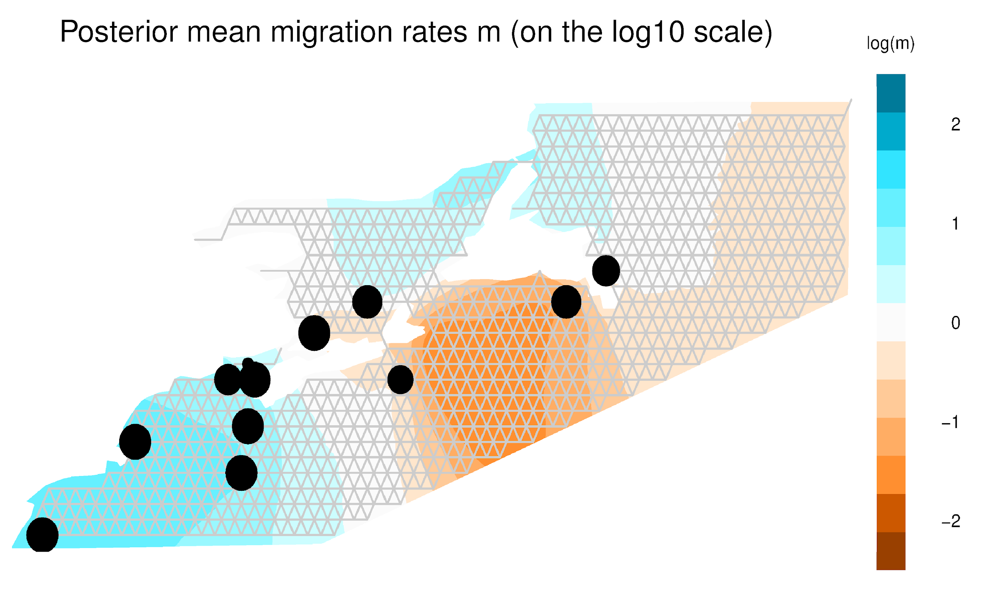 Posterior mean migration rates m (on the log10 scale)
log(m)
2
1
0
−1
−2